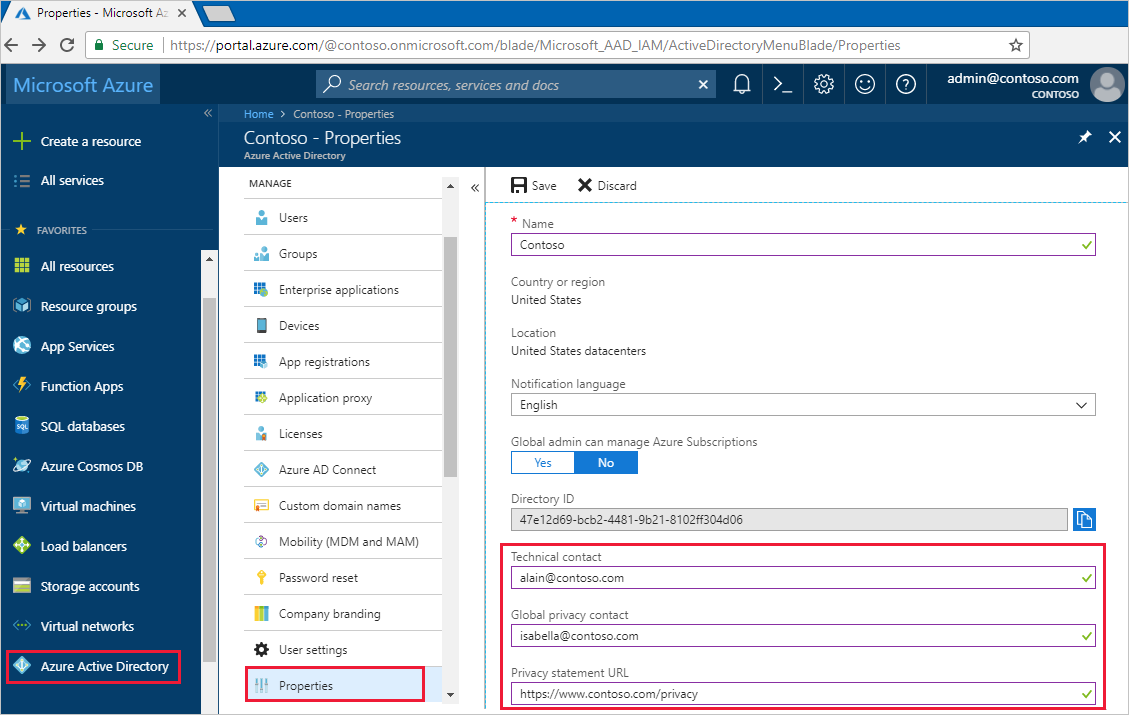 Properties - Microsoft Az
Secure
https://portal.azure.com/@contoso.onmicrosoft.com/blade/Microsoft_AAD_IAM/ActiveDirectoryMenuBlade/Properties
Microsoft Azure
Search resources, services and docs
admin@contoso.com
CONTOSO
Create a resource
All services
FAVORITES
All resources
Resource groups
App Services
Function Apps
SQL
SQL databases
Azure Cosmos DB
Virtual machines
Load balancers
Storage accounts
Virtual networks
Azure Active Directory
Home > Contoso - Properties
Contoso - Properties
Azure Active Directory
MANAGE
Users
Groups
Enterprise applications
Devices
App registrations
Application proxy
Licenses
Azure AD Connect
Custom domain names
Mobility (MDM and MAM)
Password reset
Company branding
User settings
Properties
Save
Discard
* Name
Contoso
Country or region
United States
Location
United States datacenters
Notification language
English
Global admin can manage Azure Subscriptions
Yes No
Directory ID
47e12d69-bcb2-4481-9b21-8102ff304d06
Technical contact
alain@contoso.com
Global privacy contact
isabella@contoso.com
Privacy statement URL
https://www.contoso.com/privacy